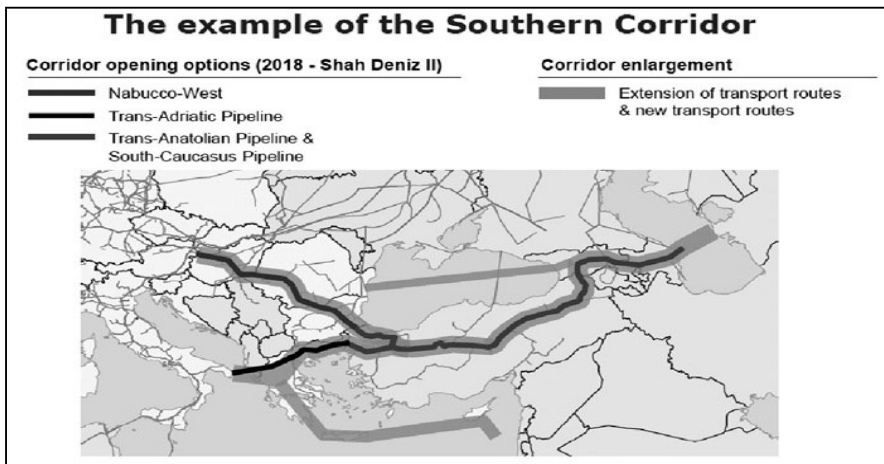 The example of the Southern Corridor
Corridor opening options (2018 - Shah Deniz II)
Nabucco-West
Trans-Adriatic Pipeline
Trans-Anatolian Pipeline &
South-Caucasus Pipeline
Corridor enlargement
Extension of transport routes
& new transport routes